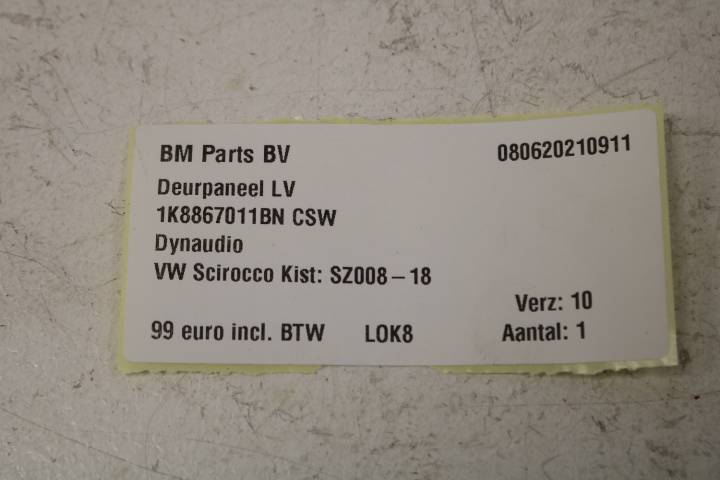 BM Parts BV 080620210911
Deurpaneel LV
1K8867011BN CSW
Dynaudio
VW Scirocco Kist: SZ008-18
Verz: 10
99 euro incl. BTW LOK8 Aantal: 1